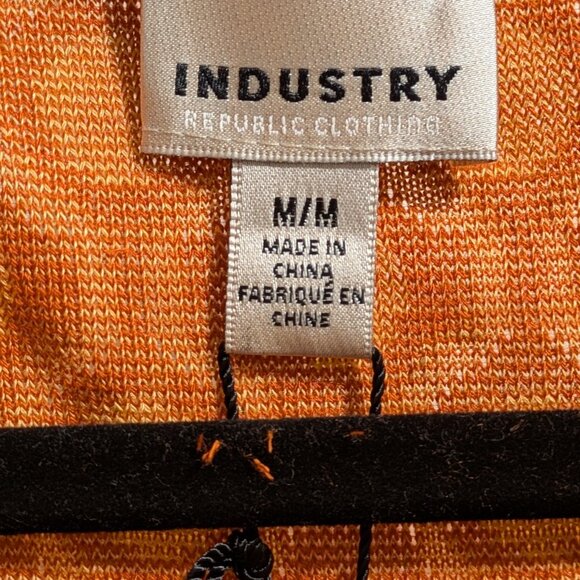 INDUSTRY
REPUBLIC CLOTHING
M/M
MADE IN
CHINA
FABRIQUÉ EN
CHINE